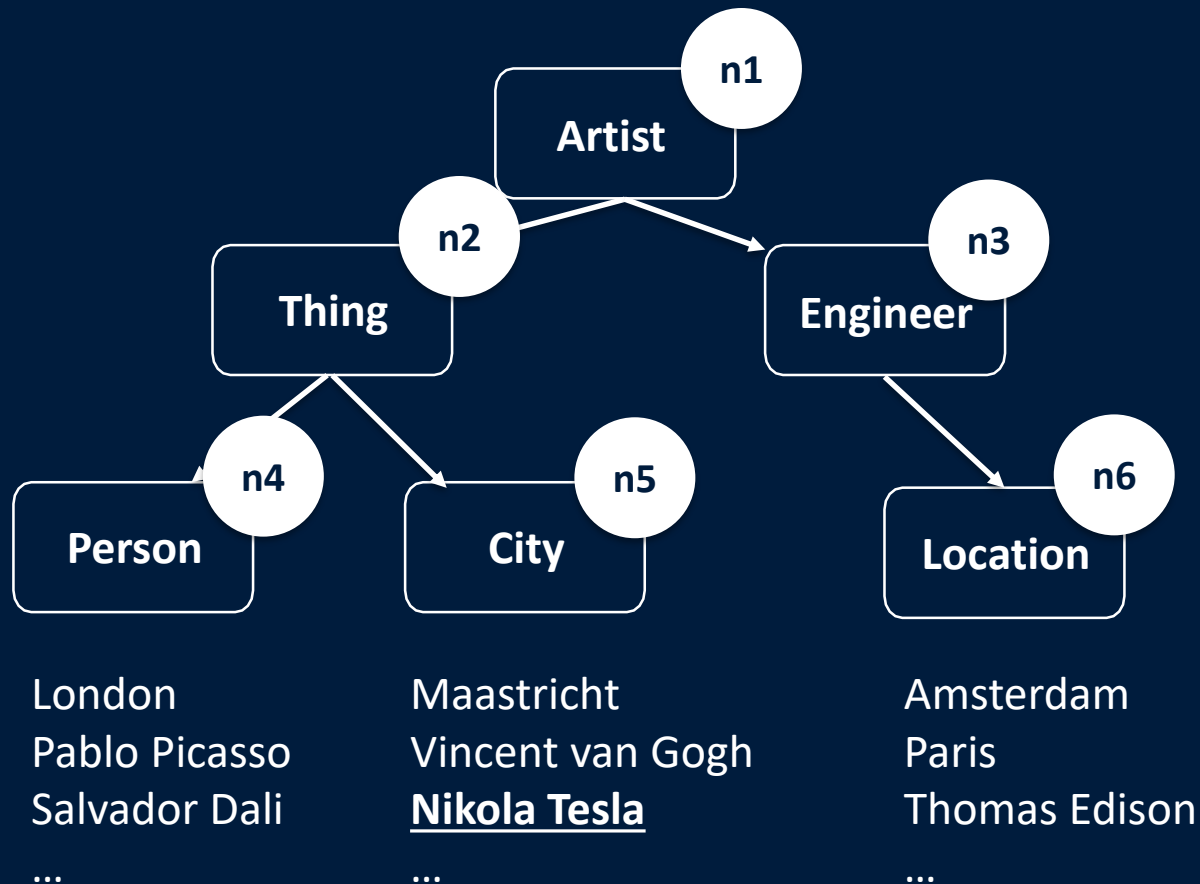 n1
Artist
n2
Thing
n3
Engineer
n4
Person
n5
City
n6
Location
London
Pablo Picasso
Salvador Dali
...
Maastricht
Vincent van Gogh
Nikola Tesla
...
Amsterdam
Paris
Thomas Edison
...